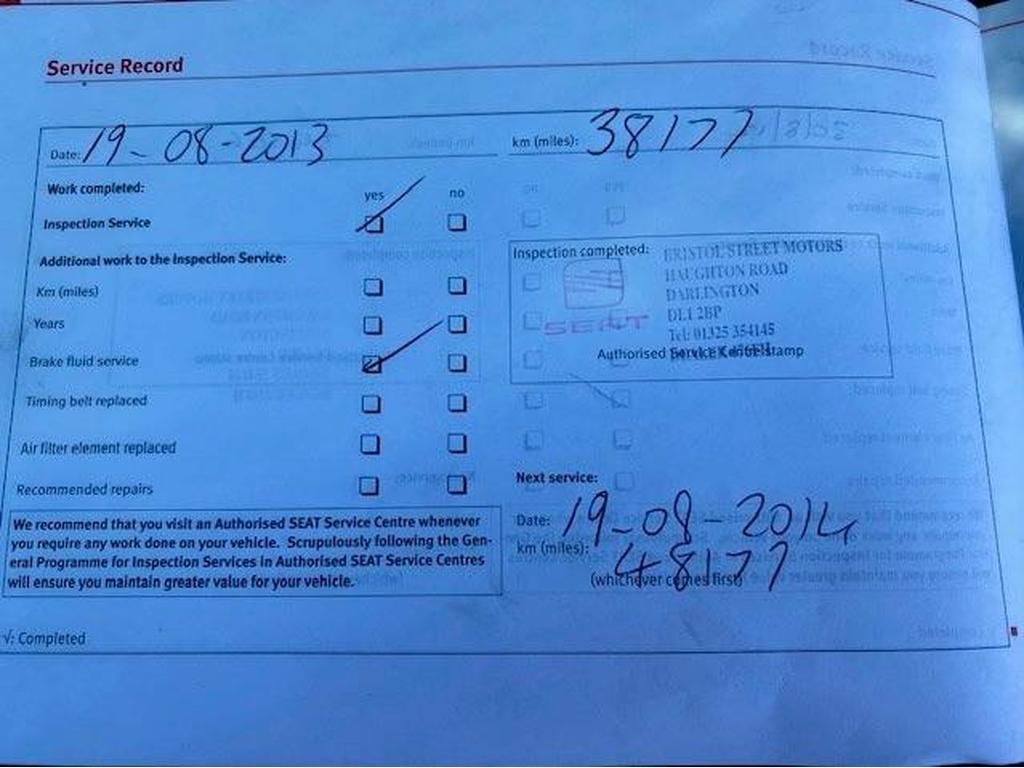 Service Record
Date: 19-08-2013
km (miles): 38177
Work completed:
yes no
Inspection Service
Additional work to the Inspection Service:
Km (miles)
Years
Brake fluid service
Timing belt replaced
Air filter element replaced
Recommended repairs
We recommend that you visit an Authorised SEAT Service Centre whenever
you require any work done on your vehicle. Scrupulously following the Gen-
eral Programme for Inspection Services in Authorised SEAT Service Centres
will ensure you maintain greater value for your vehicle.
√: Completed
Inspection completed:
SEAT
BRISTOL STREET MOTORS
HAUGHTON ROAD
DARLINGTON
DL1 2BP
Tel: 01325 354145
Authorised Service Centre stamp
Next service:
Date: 19-08-2014
km (miles): 48177
(whichever comes first)